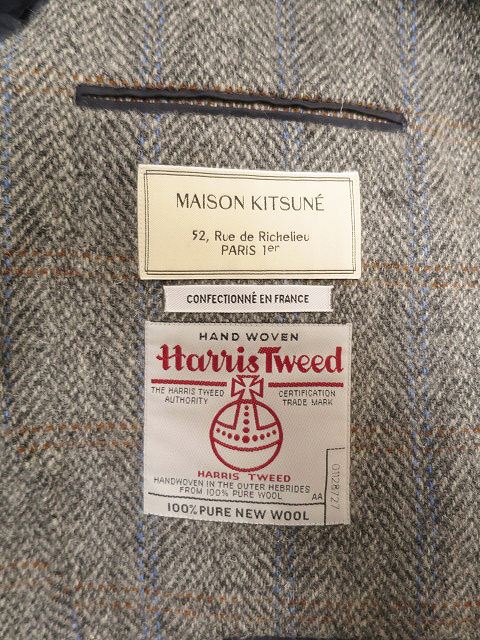 MAISON KITSUNÉ
52, Rue de Richelieu
PARIS 1er
CONFECTIONNÉ EN FRANCE
HAND WOVEN
Harris Tweed
THE HARRIS TWEED AUTHORITY
CERTIFICATION TRADE MARK
HARRIS TWEED
HANDWOVEN IN THE OUTER HEBRIDES
FROM 100% PURE WOOL
AA
100% PURE NEW WOOL